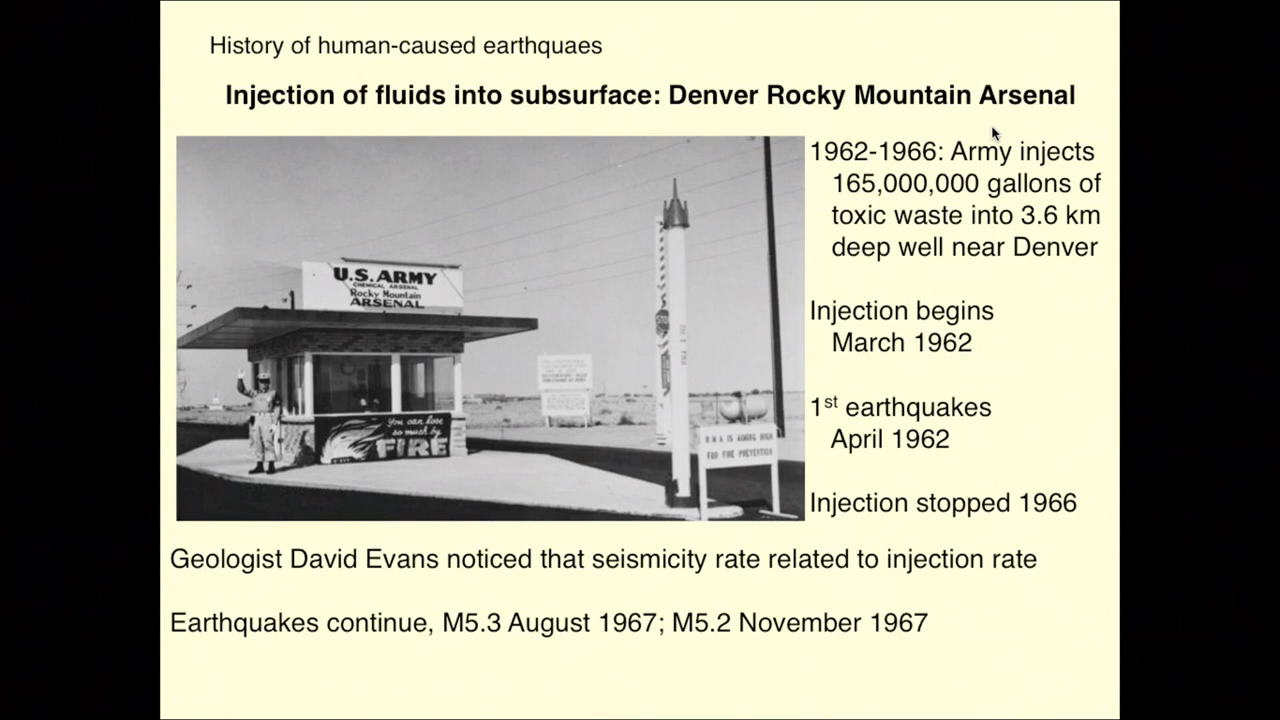 History of human-caused earthquaes
Injection of fluids into subsurface: Denver Rocky Mountain Arsenal
U.S. ARMY
CHEMICAL ARSENAL
Rocky Mountain
ARSENAL
You can lose
so much by
FIRE
R M A IS AIMING HIGH
FOR FIRE PREVENTION
1962-1966: Army injects
165,000,000 gallons of
toxic waste into 3.6 km
deep well near Denver
Injection begins
March 1962
1st earthquakes
April 1962
Injection stopped 1966
Geologist David Evans noticed that seismicity rate related to injection rate
Earthquakes continue, M5.3 August 1967; M5.2 November 1967